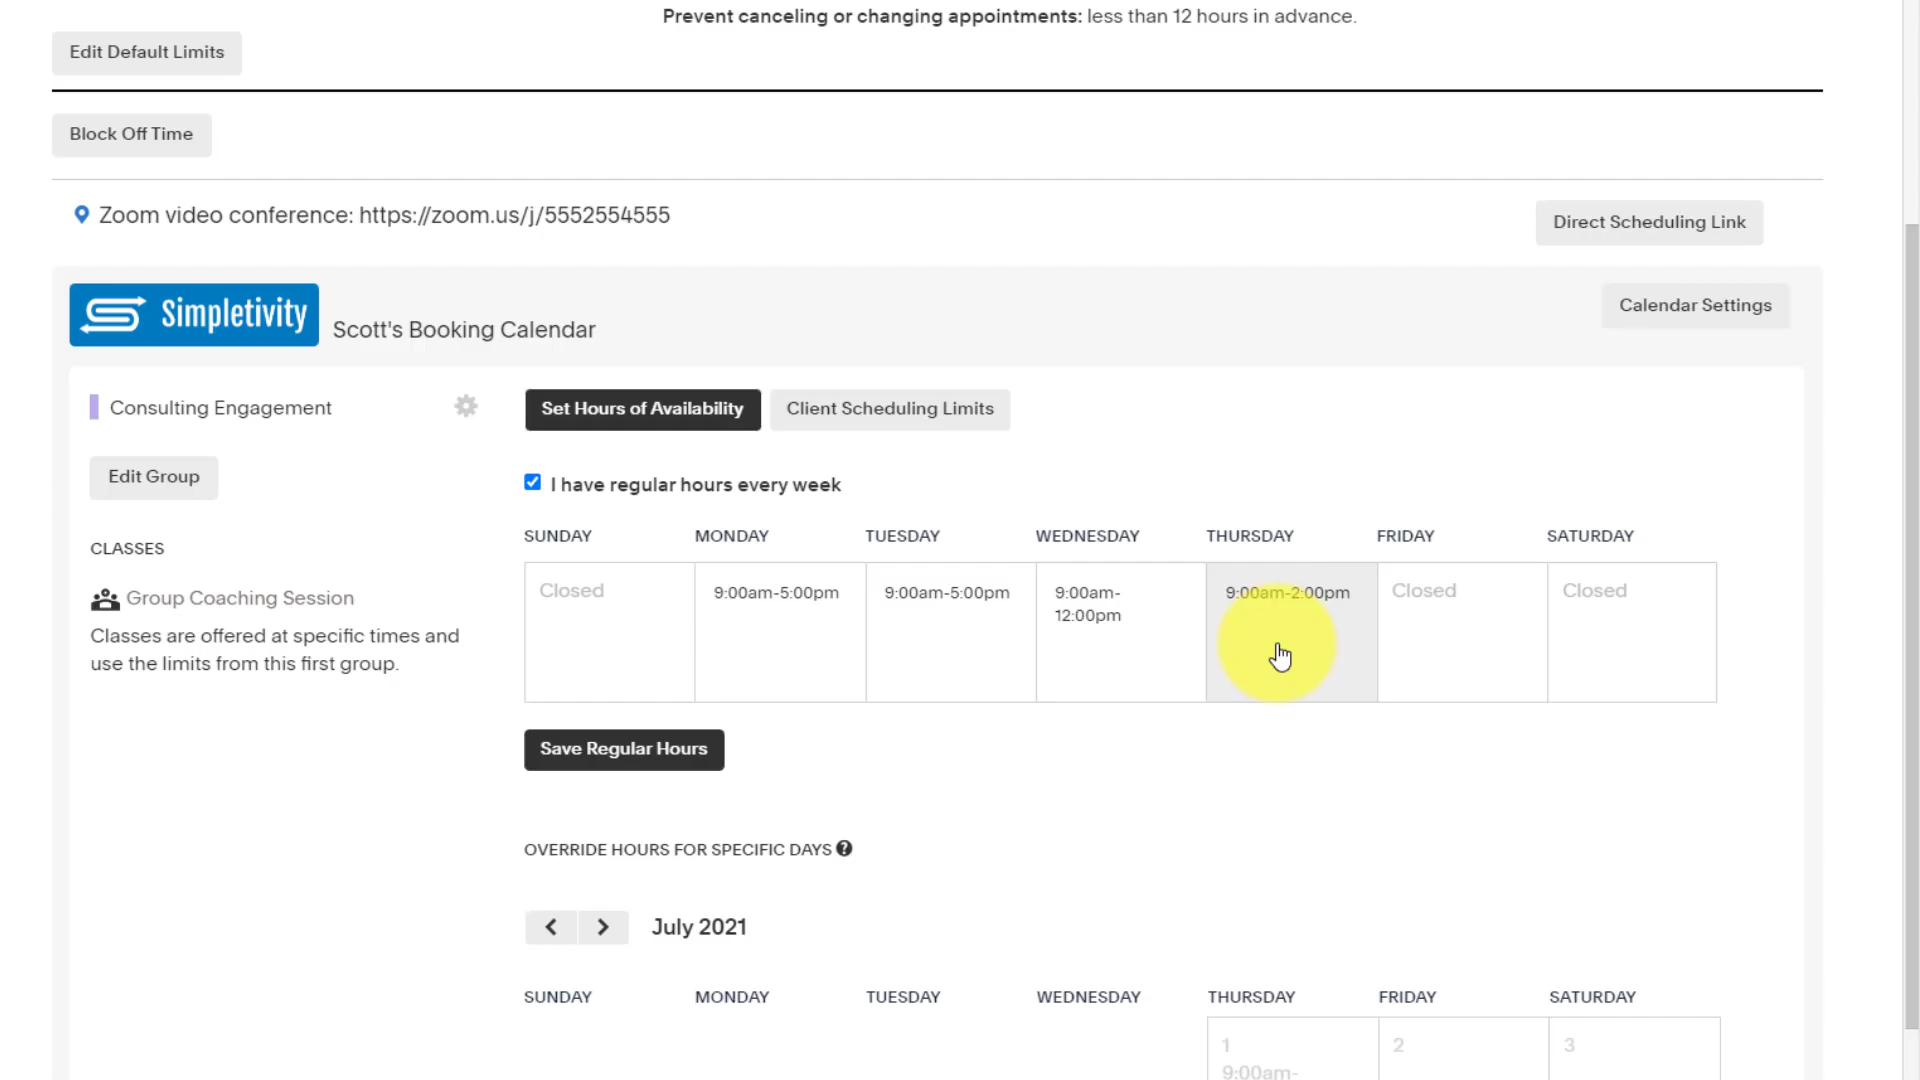 Prevent canceling or changing appointments: less than 12 hours in advance.
Edit Default Limits
Block Off Time
Zoom video conference: https://zoom.us/j/5552554555
Direct Scheduling Link
Simpletivity
Scott's Booking Calendar
Calendar Settings
Consulting Engagement
Set Hours of Availability
Client Scheduling Limits
Edit Group
I have regular hours every week
CLASSES
Group Coaching Session
Classes are offered at specific times and
use the limits from this first group.
SUNDAY MONDAY TUESDAY WEDNESDAY THURSDAY FRIDAY SATURDAY
Closed 9:00am-5:00pm 9:00am-5:00pm 9:00am- 9:00am-2:00pm Closed Closed
12:00pm
Save Regular Hours
OVERRIDE HOURS FOR SPECIFIC DAYS ?
July 2021
SUNDAY MONDAY TUESDAY WEDNESDAY THURSDAY FRIDAY SATURDAY
1 2 3
9:00am-